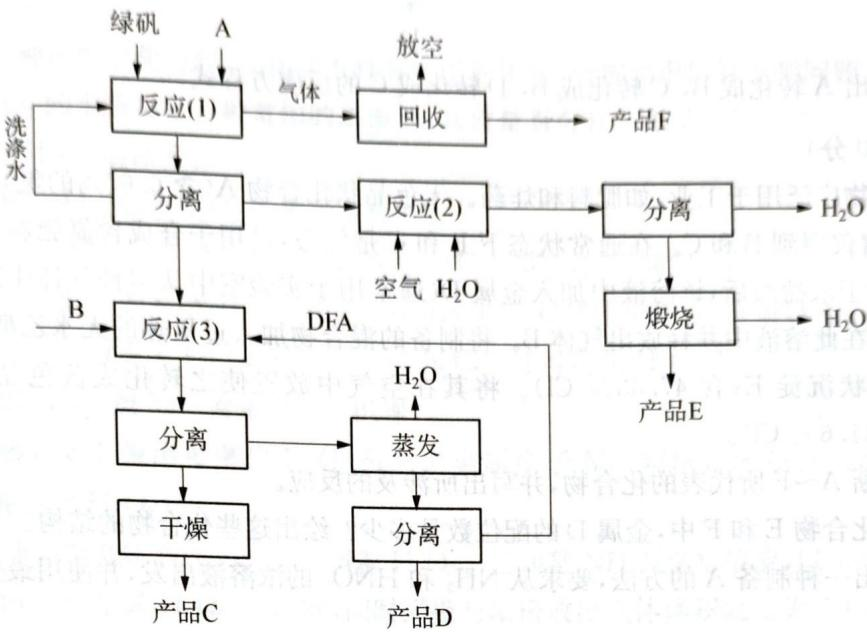 绿矾
A
放空
反应(1)
气体
回收
产品F
洗涤水
分离
反应(2)
分离
H₂O
空气
H₂O
B
反应(3)
DFA
煅烧
H₂O
H₂O
产品E
分离
蒸发
干燥
分离
产品C
产品D